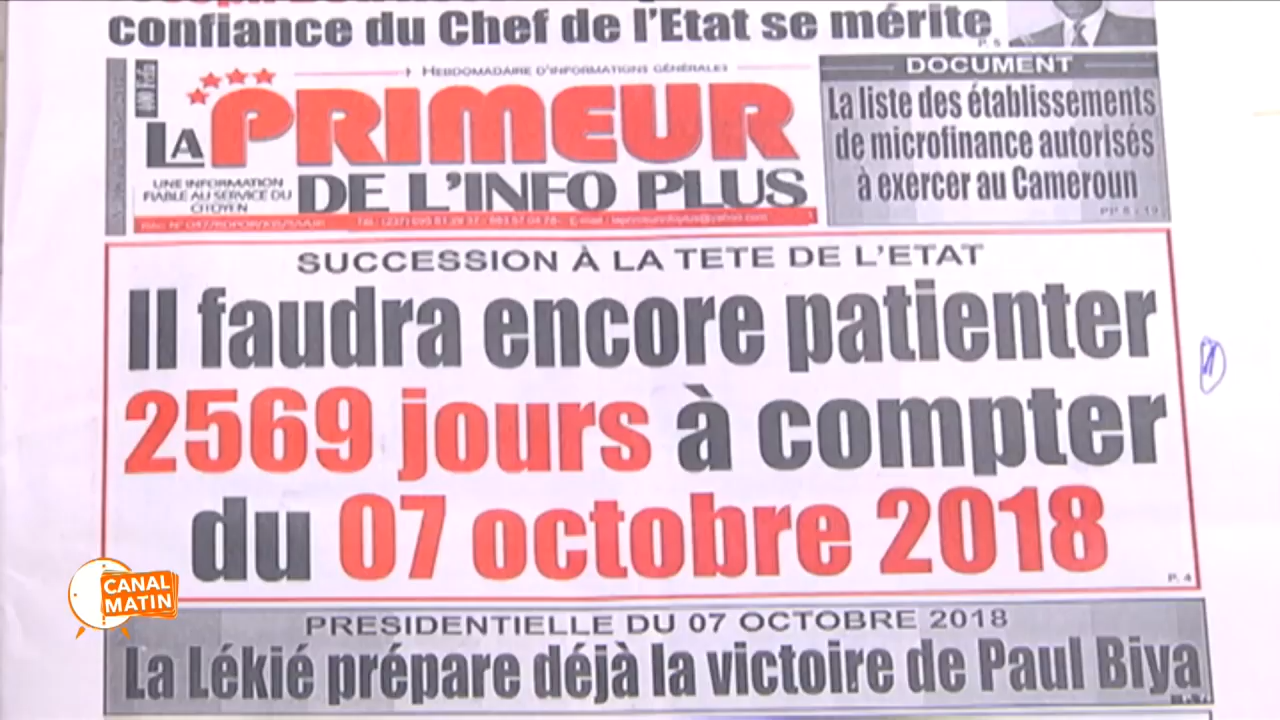 confiance du Chef de l'Etat se mérite
P. 5
HEBDOMADAIRE D'INFORMATIONS GÉNÉRALES
LA PRIMEUR
DE L'INFO PLUS
UNE INFORMATION
FIABLE AU SERVICE DU
CITOYEN
DOCUMENT
La liste des établissements
de microfinance autorisés
à exercer au Cameroun
SUCCESSION À LA TETE DE L'ETAT
Il faudra encore patienter
2569 jours à compter
du 07 octobre 2018
P. 4
CANAL
MATIN
PRESIDENTIELLE DU 07 OCTOBRE 2018
La Lékié prépare déjà la victoire de Paul Biya